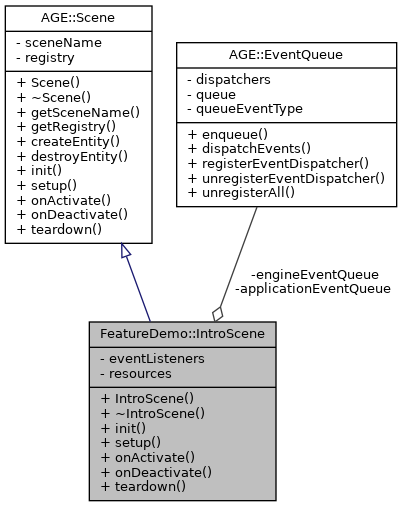 AGE::Scene
- sceneName
- registry
+ Scene()
+ ~Scene()
+ getSceneName()
+ getRegistry()
+ createEntity()
+ destroyEntity()
+ init()
+ setup()
+ onActivate()
+ onDeactivate()
+ teardown()
AGE::EventQueue
- dispatchers
- queue
- queueEventType
+ enqueue()
+ dispatchEvents()
+ registerEventDispatcher()
+ unregisterEventDispatcher()
+ unregisterAll()
-engineEventQueue
-applicationEventQueue
FeatureDemo::IntroScene
- eventListeners
- resources
+ IntroScene()
+ ~IntroScene()
+ init()
+ setup()
+ onActivate()
+ onDeactivate()
+ teardown()